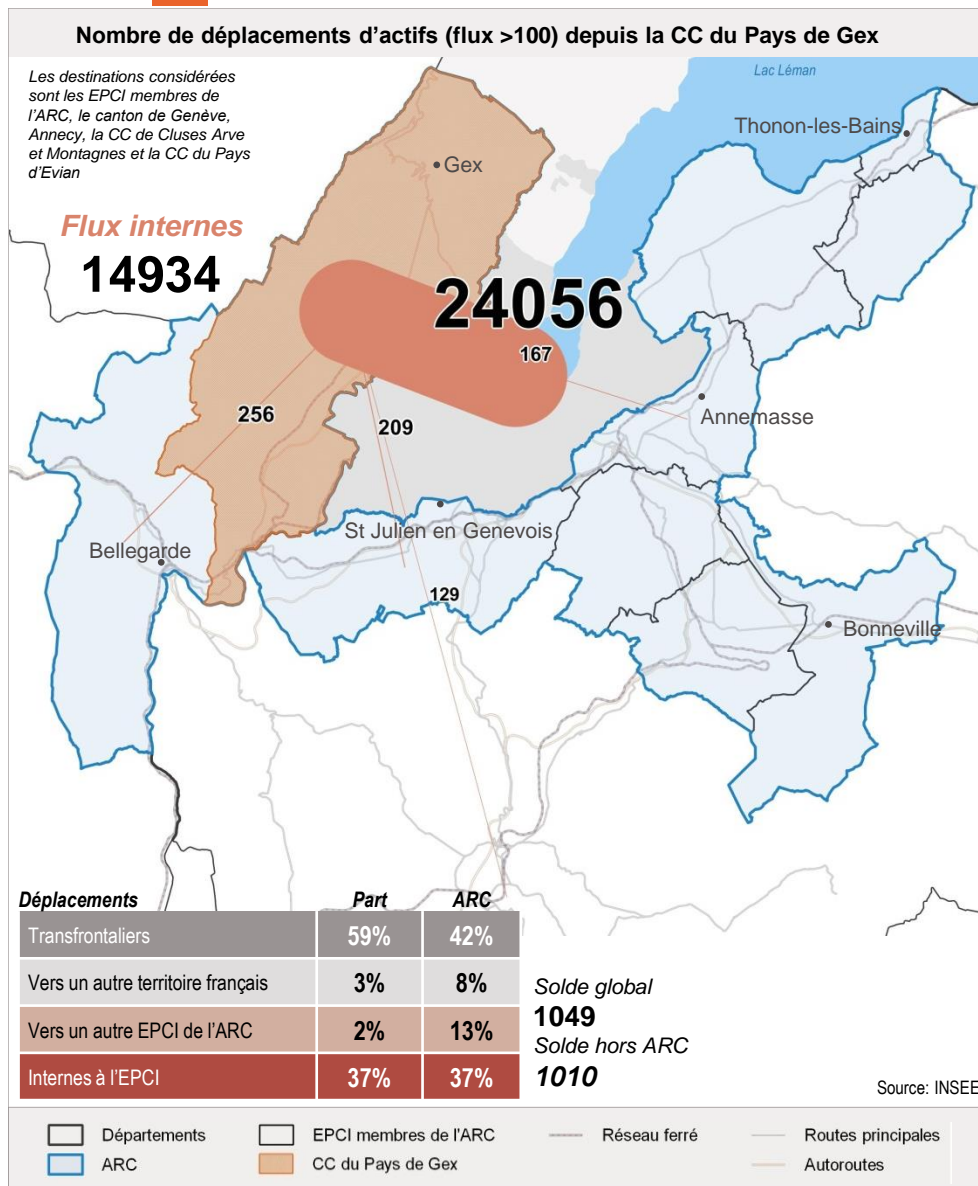 Nombre de déplacements d'actifs (flux >100) depuis la CC du Pays de Gex
Les destinations considérées
sont les EPCI membres de
l'ARC, le canton de Genève,
Annecy, la CC de Cluses Arve
et Montagnes et la CC du Pays
d'Evian
Lac Léman
Thonon-les-Bains
Gex
Flux internes
14934
24056
167
256
209
Annemasse
St Julien en Genevois
Bellegarde
129
Bonneville
Déplacements Part ARC
Transfrontaliers 59% 42%
Vers un autre territoire français 3% 8%
Vers un autre EPCI de l'ARC 2% 13%
Internes à l'EPCI 37% 37%
Solde global
1049
Solde hors ARC
1010
Source: INSEE
Départements
EPCI membres de l'ARC
Réseau ferré
Routes principales
ARC
CC du Pays de Gex
Autoroutes